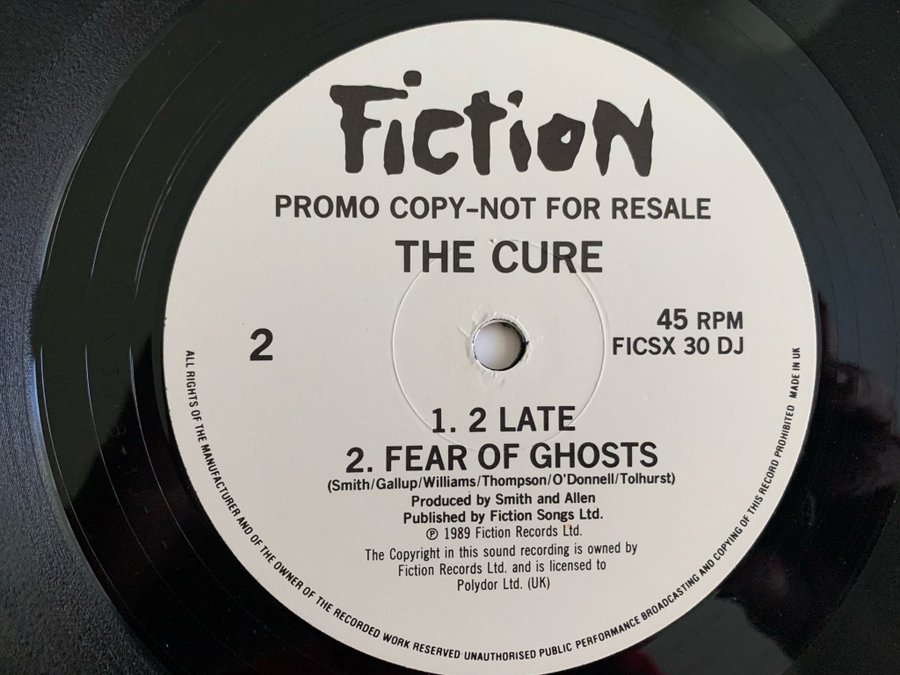 Fiction
PROMO COPY-NOT FOR RESALE
THE CURE
2
45 RPM
FICSX 30 DJ
1. 2 LATE
2. FEAR OF GHOSTS
(Smith/Gallup/Williams/Thompson/O'Donnell/Tolhurst)
Produced by Smith and Allen
Published by Fiction Songs Ltd.
℗ 1989 Fiction Records Ltd.
The Copyright in this sound recording is owned by
Fiction Records Ltd. and is licensed to
Polydor Ltd. (UK)
ALL RIGHTS OF THE MANUFACTURER AND OF THE OWNER OF THE RECORDED WORK RESERVED·UNAUTHORISED PUBLIC PERFORMANCE BROADCASTING AND COPYING OF THIS RECORD PROHIBITED MADE IN UK